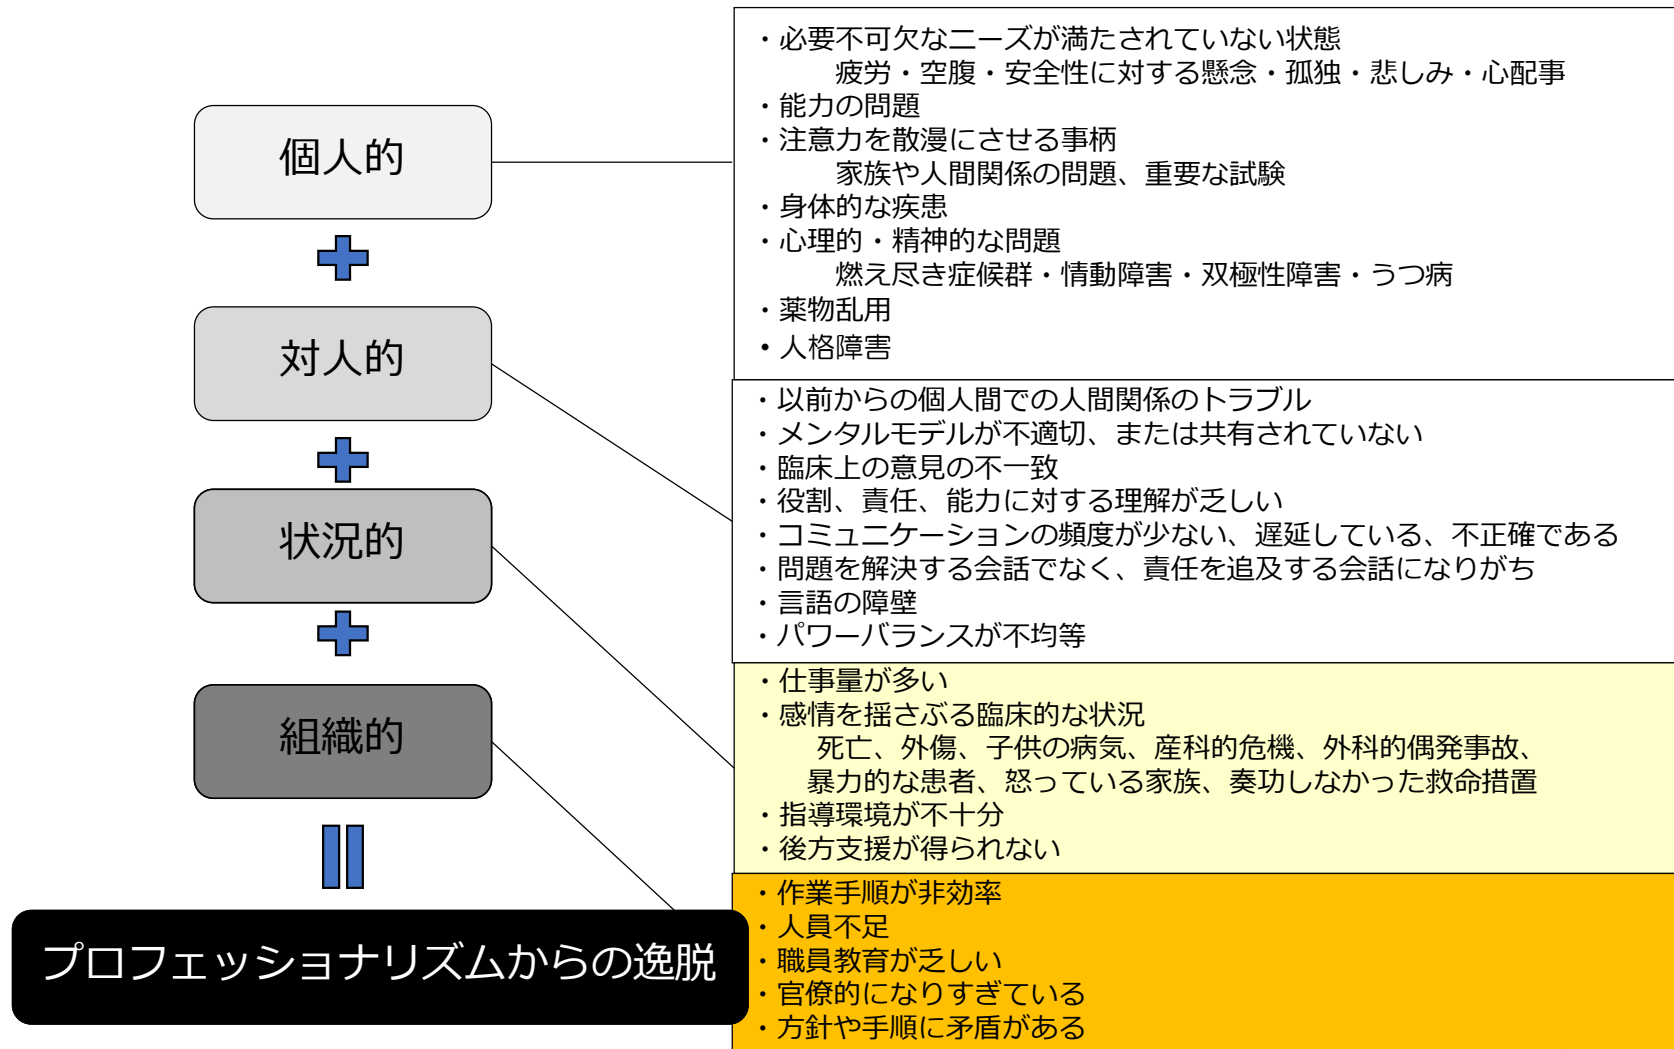 個人的
・必要不可欠なニーズが満たされていない状態
疲労・空腹・安全性に対する懸念・孤独・悲しみ・心配事
・能力の問題
・注意力を散漫にさせる事柄
家族や人間関係の問題、重要な試験
・身体的な疾患
・心理的・精神的な問題
燃え尽き症候群・情動障害・双極性障害・うつ病
・薬物乱用
・人格障害
対人的
・以前からの個人間での人間関係のトラブル
・メンタルモデルが不適切、または共有されていない
・臨床上の意見の不一致
・役割、責任、能力に対する理解が乏しい
・コミュニケーションの頻度が少ない、遅延している、不正確である
・問題を解決する会話でなく、責任を追及する会話になりがち
・言語の障壁
・パワーバランスが不均等
状況的
・仕事量が多い
・感情を揺さぶる臨床的な状況
死亡、外傷、子供の病気、産科的危機、外科的偶発事故、
暴力的な患者、怒っている家族、奏功しなかった救命措置
・指導環境が不十分
・後方支援が得られない
組織的
・作業手順が非効率
・人員不足
・職員教育が乏しい
・官僚的になりすぎている
・方針や手順に矛盾がある
プロフェッショナリズムからの逸脱